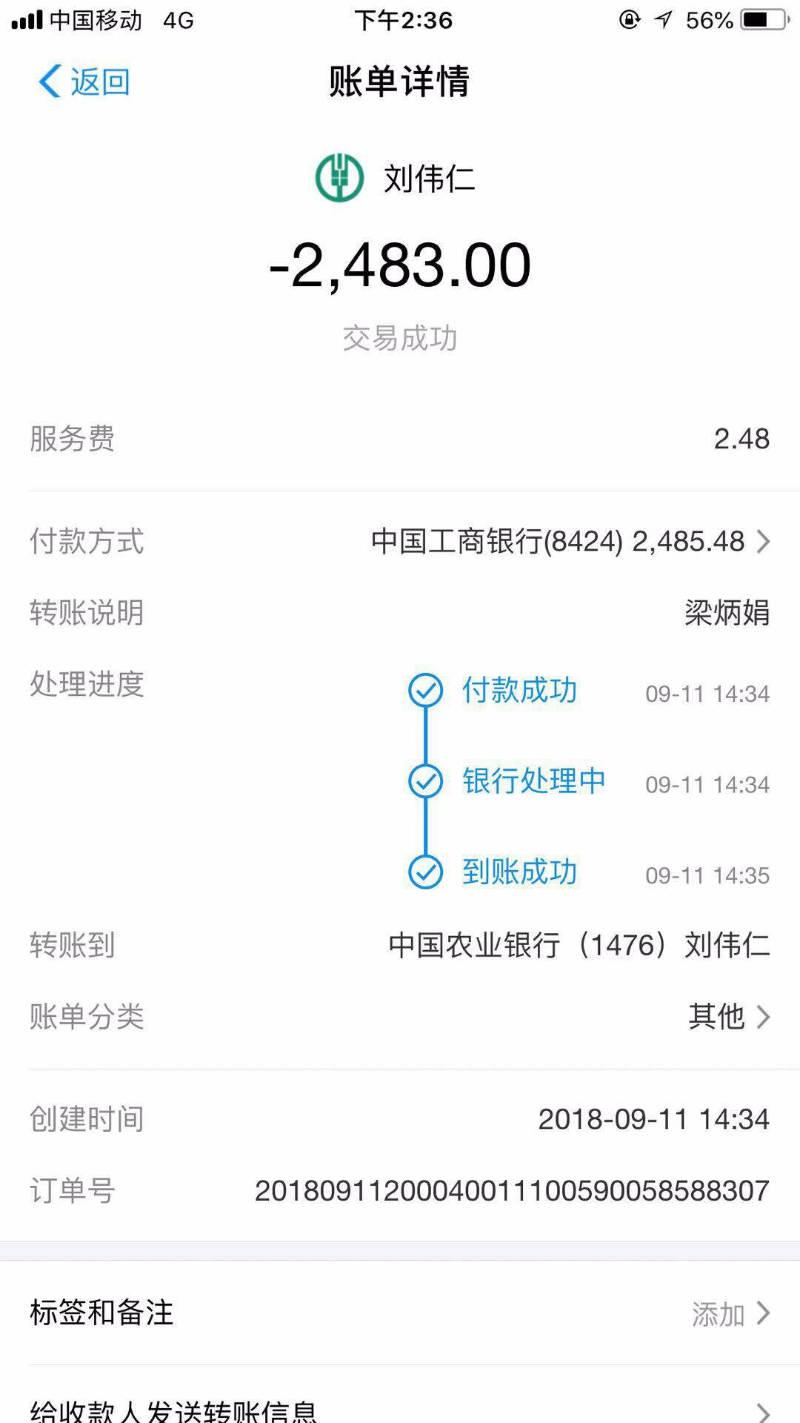 中国移动 4G 下午2:36 56%
返回 账单详情
刘伟仁
-2,483.00
交易成功
服务费 2.48
付款方式 中国工商银行(8424) 2,485.48
转账说明 梁炳娟
处理进度 付款成功 09-11 14:34
银行处理中 09-11 14:34
到账成功 09-11 14:35
转账到 中国农业银行（1476）刘伟仁
账单分类 其他
创建时间 2018-09-11 14:34
订单号 20180911200040011100590058588307
标签和备注 添加
给收款人发送转账信息